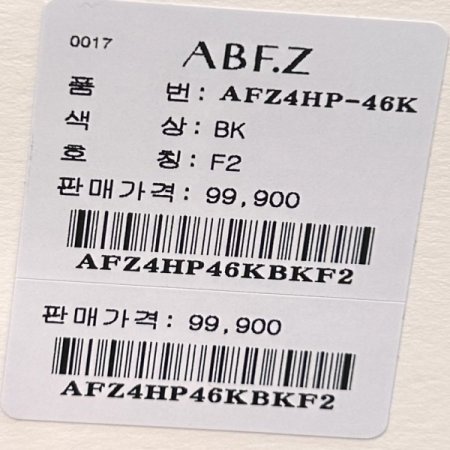 0017
ABF.Z
품 번: AFZ4HP-46K
색 상: BK
호 칭: F2
판매가격: 99,900
AFZ4HP46KBKF2
판매가격: 99,900
AFZ4HP46KBKF2